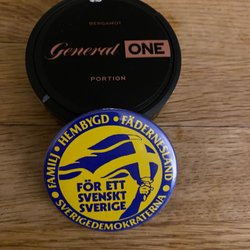 BERGAMOT
General ONE
PORTION
FAMILJ · HEMBYGD · FÄDERNESLAND ·
FÖR ETT
SVENSKT
SVERIGE
SVERIGEDEMOKRATERNA